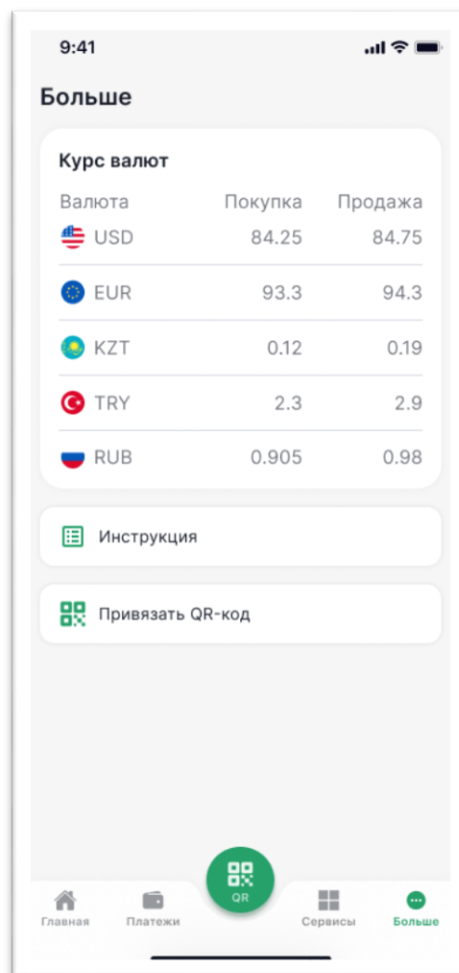 9:41
Больше
Курс валют
Валюта Покупка Продажа
USD 84.25 84.75
EUR 93.3 94.3
KZT 0.12 0.19
TRY 2.3 2.9
RUB 0.905 0.98
Инструкция
Привязать QR-код
QR
Главная Платежи Сервисы Больше